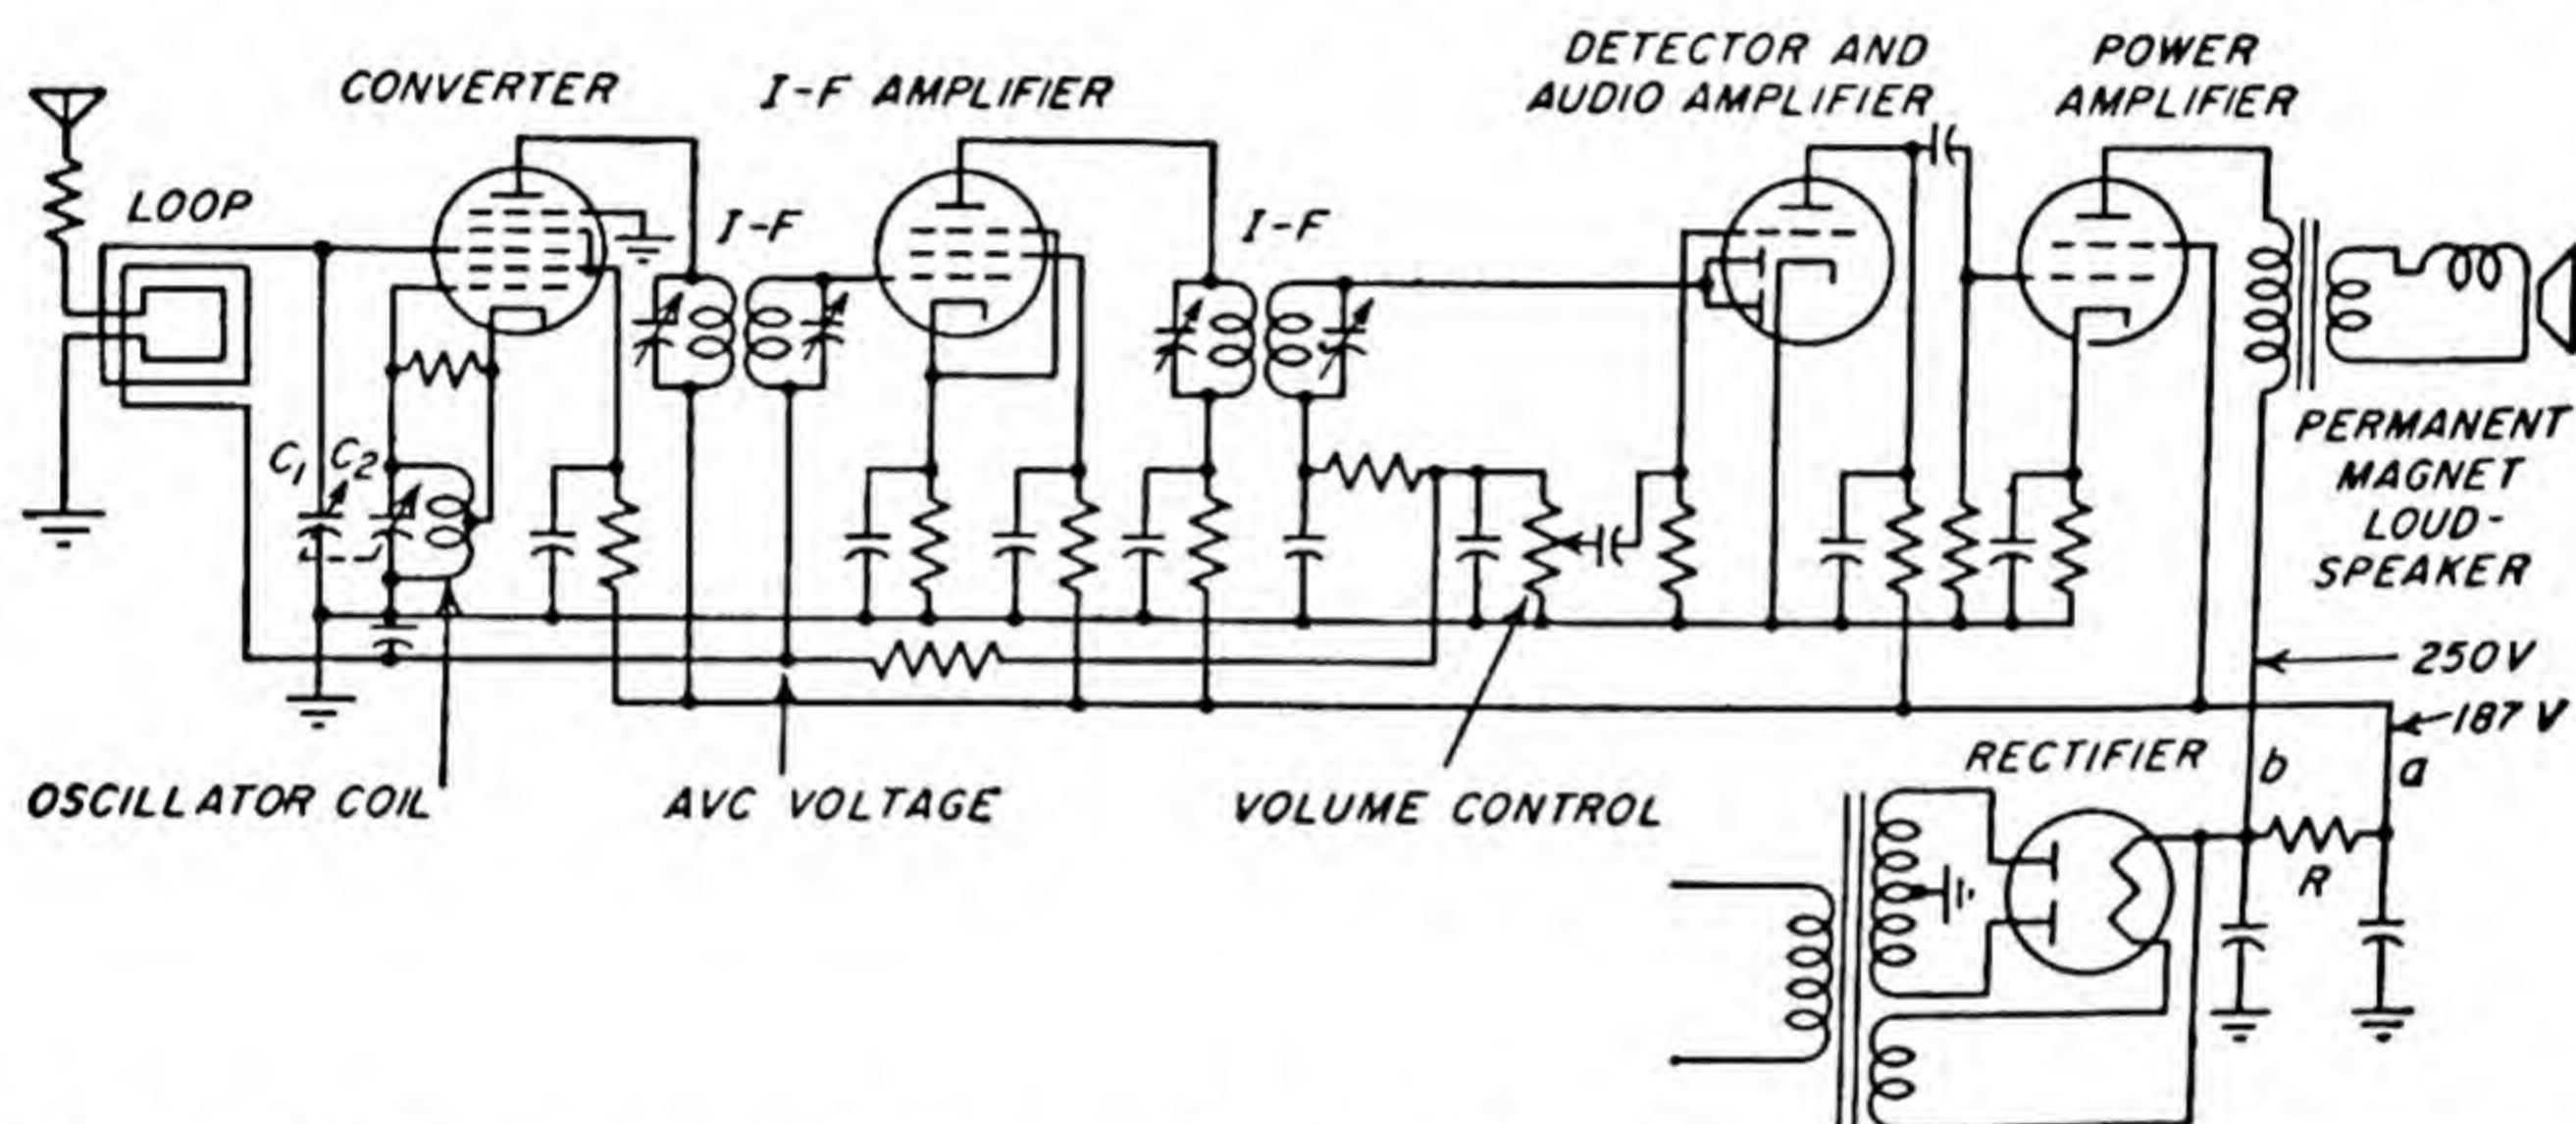 DETECTOR AND
AUDIO AMPLIFIER
POWER
AMPLIFIER
CONVERTER
I-F AMPLIFIER
LOOP
I-F
I-F
C1
C2
PERMANENT
MAGNET
LOUD-
SPEAKER
250V
187 V
RECTIFIER
b
a
OSCILLATOR COIL
AVC VOLTAGE
VOLUME CONTROL
R